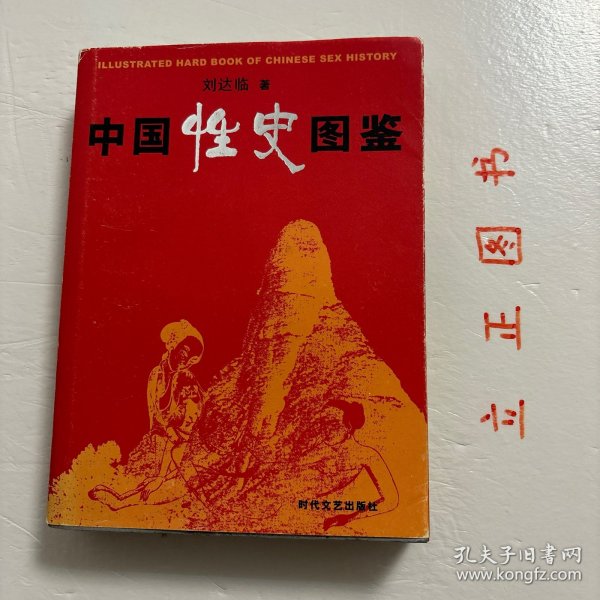 ILLUSTRATED HARD BOOK OF CHINESE SEX HISTORY
刘达临 著
中国性史图鉴
时代文艺出版社
立正图书
孔夫子旧书网
www.kongfz.com